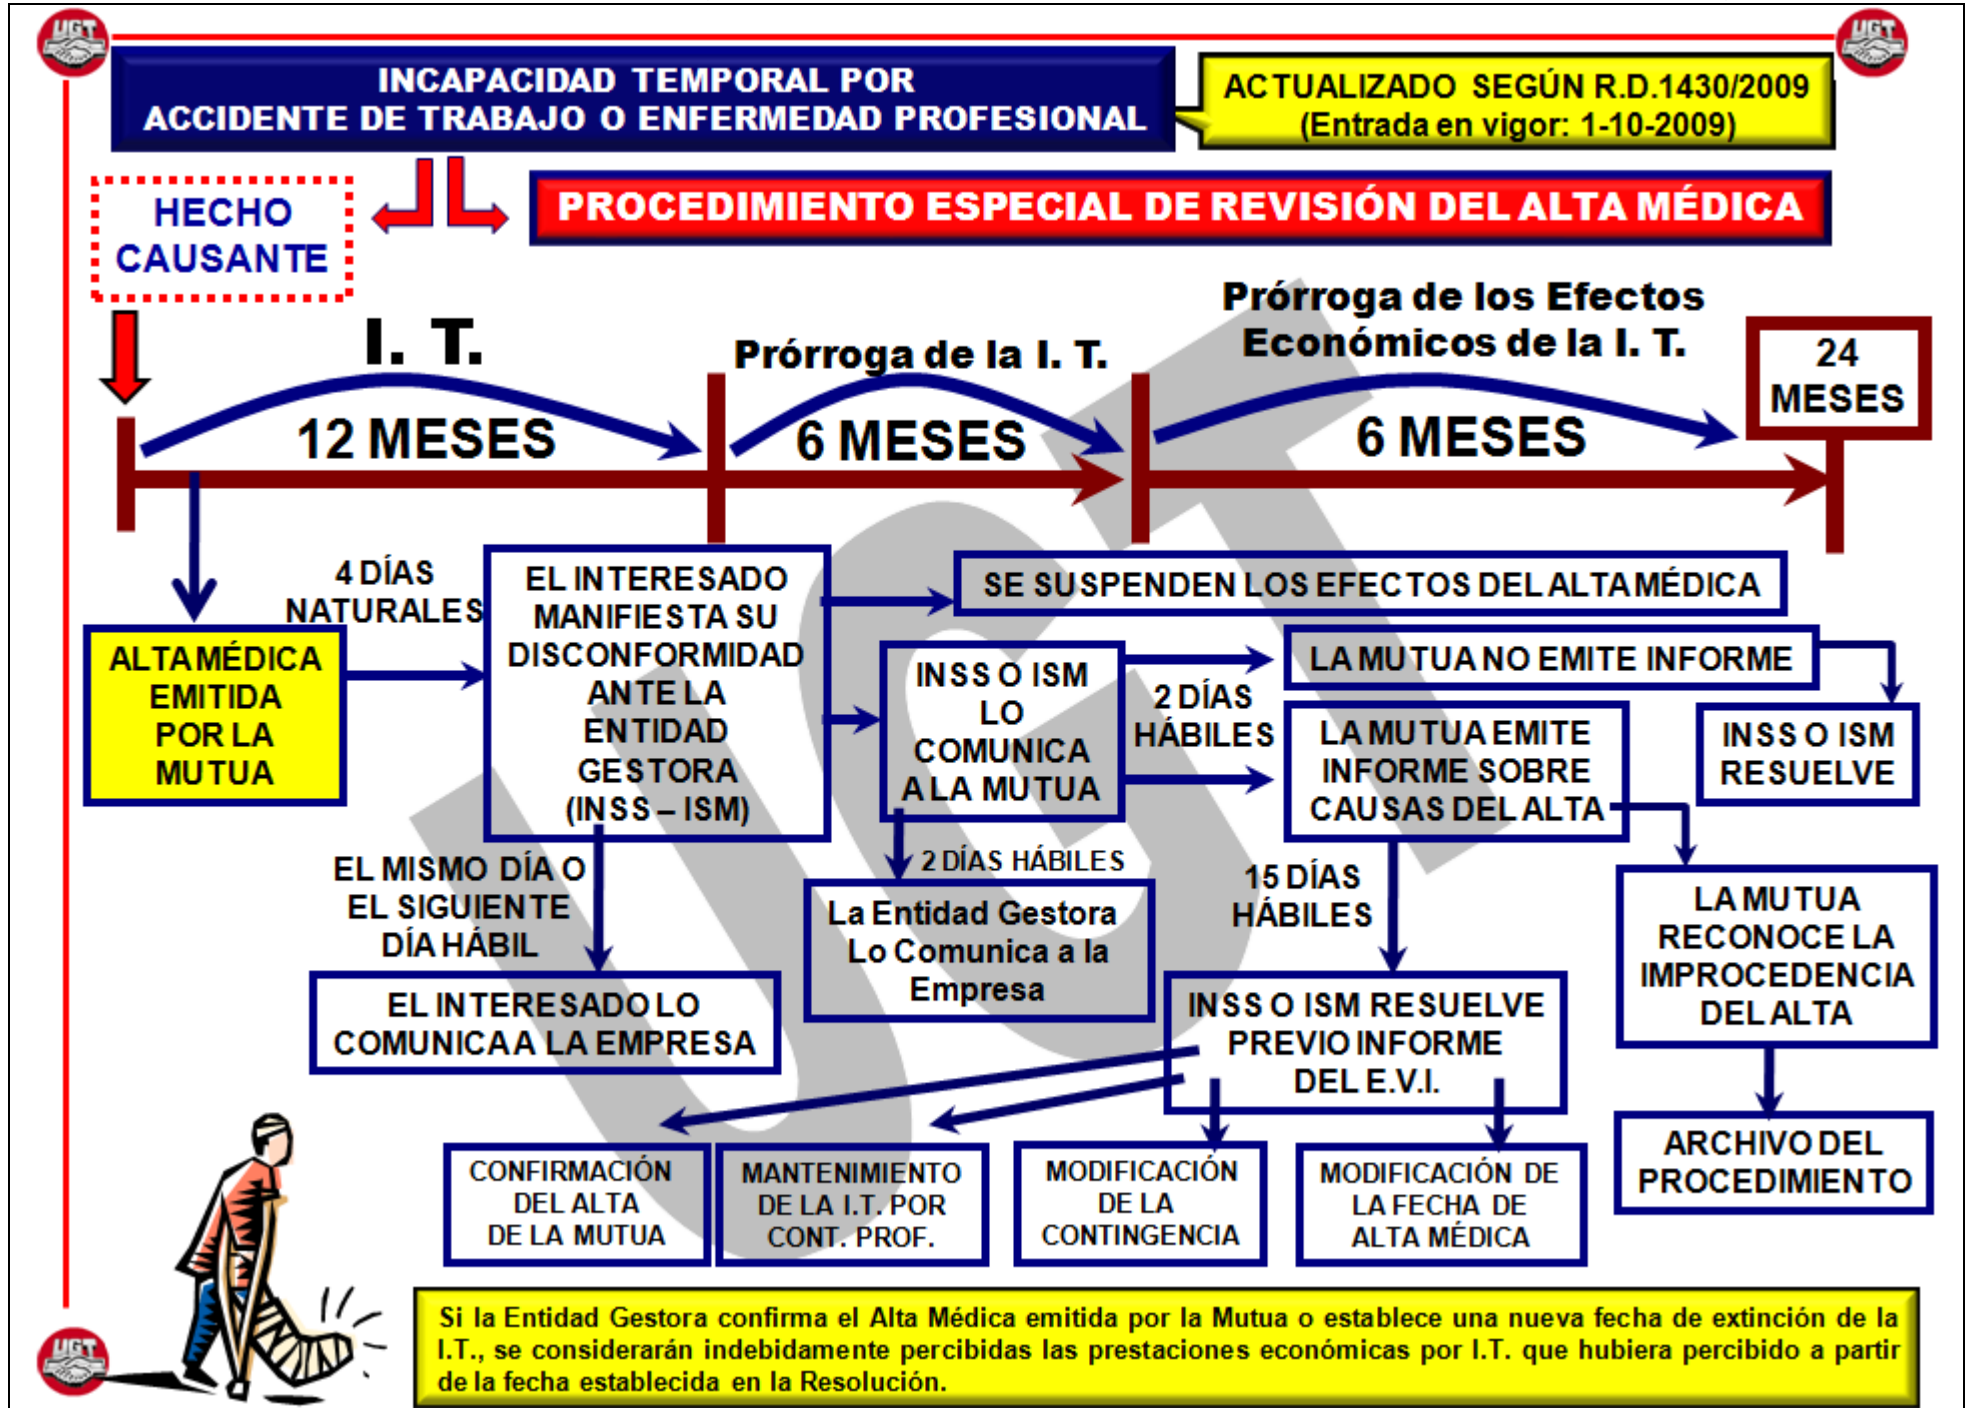 UGT
UGT
INCAPACIDAD TEMPORAL POR
ACCIDENTE DE TRABAJO O ENFERMEDAD PROFESIONAL
ACTUALIZADO SEGÚN R.D.1430/2009
(Entrada en vigor: 1-10-2009)
HECHO
CAUSANTE
PROCEDIMIENTO ESPECIAL DE REVISIÓN DEL ALTA MÉDICA
I. T.
12 MESES
Prórroga de la I. T.
6 MESES
Prórroga de los Efectos
Económicos de la I. T.
6 MESES
24
MESES
UGT
ALTA MÉDICA
EMITIDA
POR LA
MUTUA
4 DÍAS
NATURALES
EL INTERESADO
MANIFIESTA SU
DISCONFORMIDAD
ANTE LA
ENTIDAD
GESTORA
(INSS – ISM)
SE SUSPENDEN LOS EFECTOS DEL ALTA MÉDICA
INSS O ISM
LO
COMUNICA
A LA MUTUA
2 DÍAS
HÁBILES
LA MUTUA NO EMITE INFORME
INSS O ISM
RESUELVE
LA MUTUA EMITE
INFORME SOBRE
CAUSAS DEL ALTA
EL MISMO DÍA O
EL SIGUIENTE
DÍA HÁBIL
EL INTERESADO LO
COMUNICA A LA EMPRESA
2 DÍAS HÁBILES
La Entidad Gestora
Lo Comunica a la
Empresa
15 DÍAS
HÁBILES
INSS O ISM RESUELVE
PREVIO INFORME
DEL E.V.I.
LA MUTUA
RECONOCE LA
IMPROCEDENCIA
DEL ALTA
ARCHIVO DEL
PROCEDIMIENTO
CONFIRMACIÓN
DEL ALTA
DE LA MUTUA
MANTENIMIENTO
DE LA I.T. POR
CONT. PROF.
MODIFICACIÓN
DE LA
CONTINGENCIA
MODIFICACIÓN DE
LA FECHA DE
ALTA MÉDICA
UGT
Si la Entidad Gestora confirma el Alta Médica emitida por la Mutua o establece una nueva fecha de extinción de la
I.T., se considerarán indebidamente percibidas las prestaciones económicas por I.T. que hubiera percibido a partir
de la fecha establecida en la Resolución.